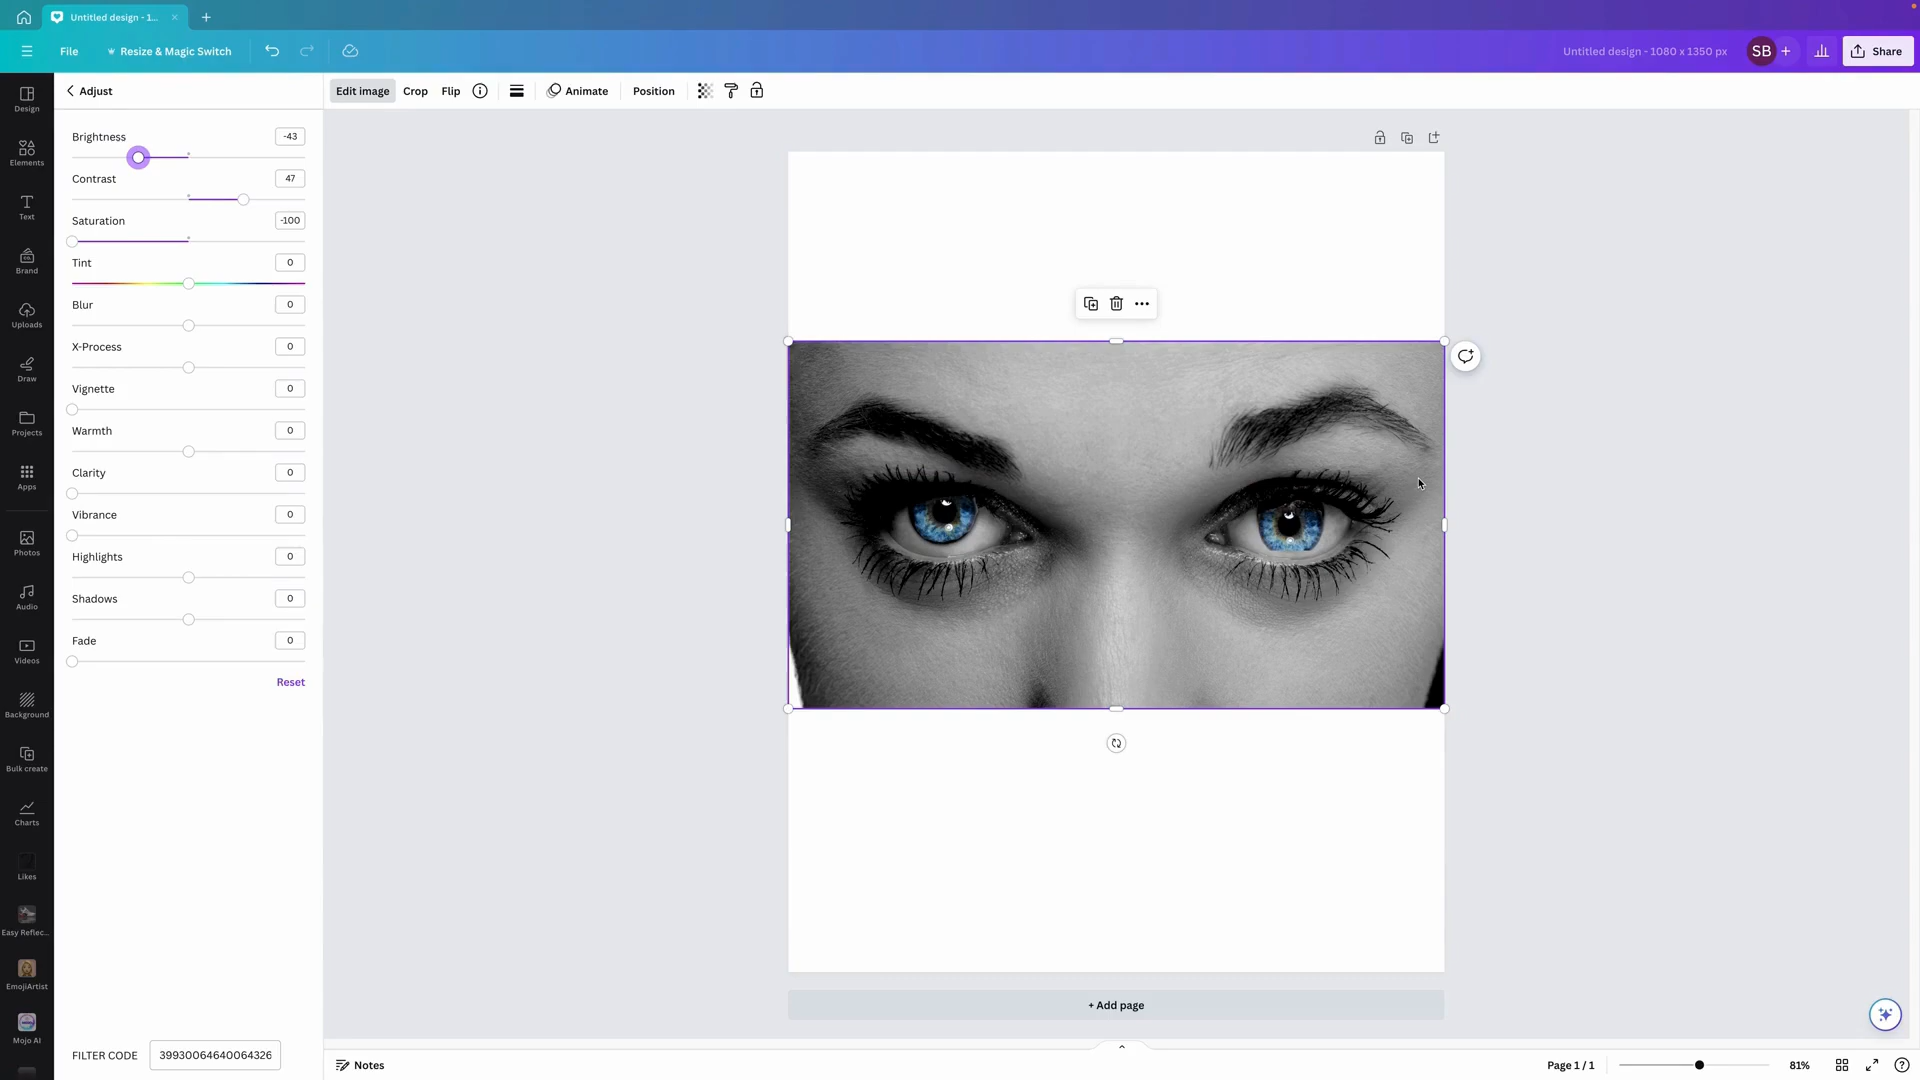 Untitled design - 1...
File
Resize & Magic Switch
Untitled design - 1080 x 1350 px
SB
Share
Adjust
Edit image
Crop
Flip
Animate
Position
Design
Elements
Text
Brand
Uploads
Draw
Projects
Apps
Photos
Audio
Videos
Background
Bulk create
Charts
Likes
Easy Reflec...
EmojiArtist
Mojo AI
Brightness
-43
Contrast
47
Saturation
-100
Tint
0
Blur
0
X-Process
0
Vignette
0
Warmth
0
Clarity
0
Vibrance
0
Highlights
0
Shadows
0
Fade
0
Reset
FILTER CODE
39930064640064326
+ Add page
Notes
Page 1 / 1
81%